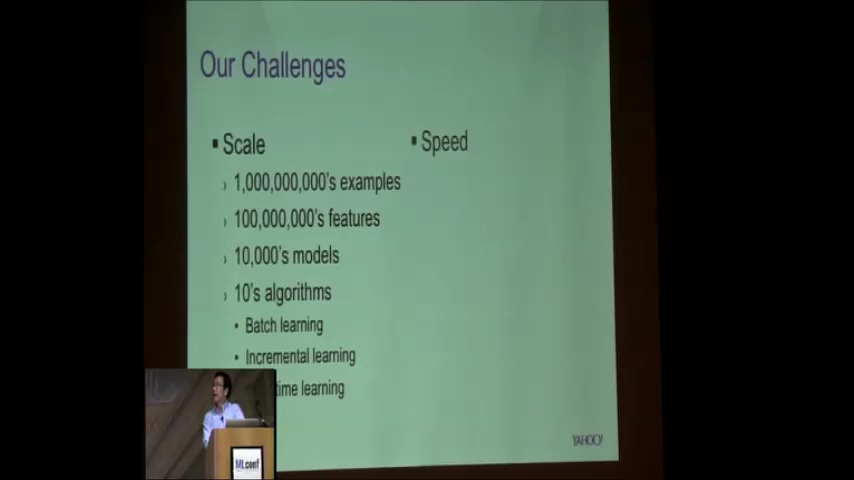 Our Challenges
▪ Scale
› 1,000,000,000's examples
› 100,000,000's features
› 10,000's models
› 10's algorithms
• Batch learning
• Incremental learning
time learning
▪ Speed
YAHOO!
MLconf